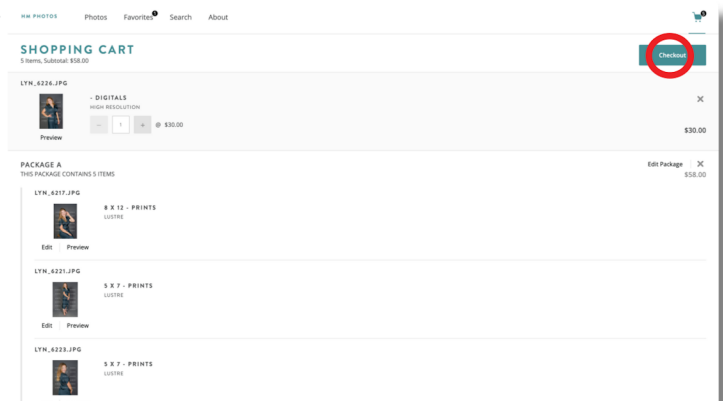 HM PHOTOS Photos Favorites Search About
SHOPPING CART
5 Items, Subtotal: $58.00
Checkout
LYN_6226.JPG
- DIGITALS
HIGH RESOLUTION
- 1 + @ $30.00
Preview
$30.00
PACKAGE A
THIS PACKAGE CONTAINS 5 ITEMS
Edit Package
$58.00
LYN_6217.JPG
8 X 12 - PRINTS
LUSTRE
Edit Preview
LYN_6221.JPG
5 X 7 - PRINTS
LUSTRE
Edit Preview
LYN_6223.JPG
5 X 7 - PRINTS
LUSTRE